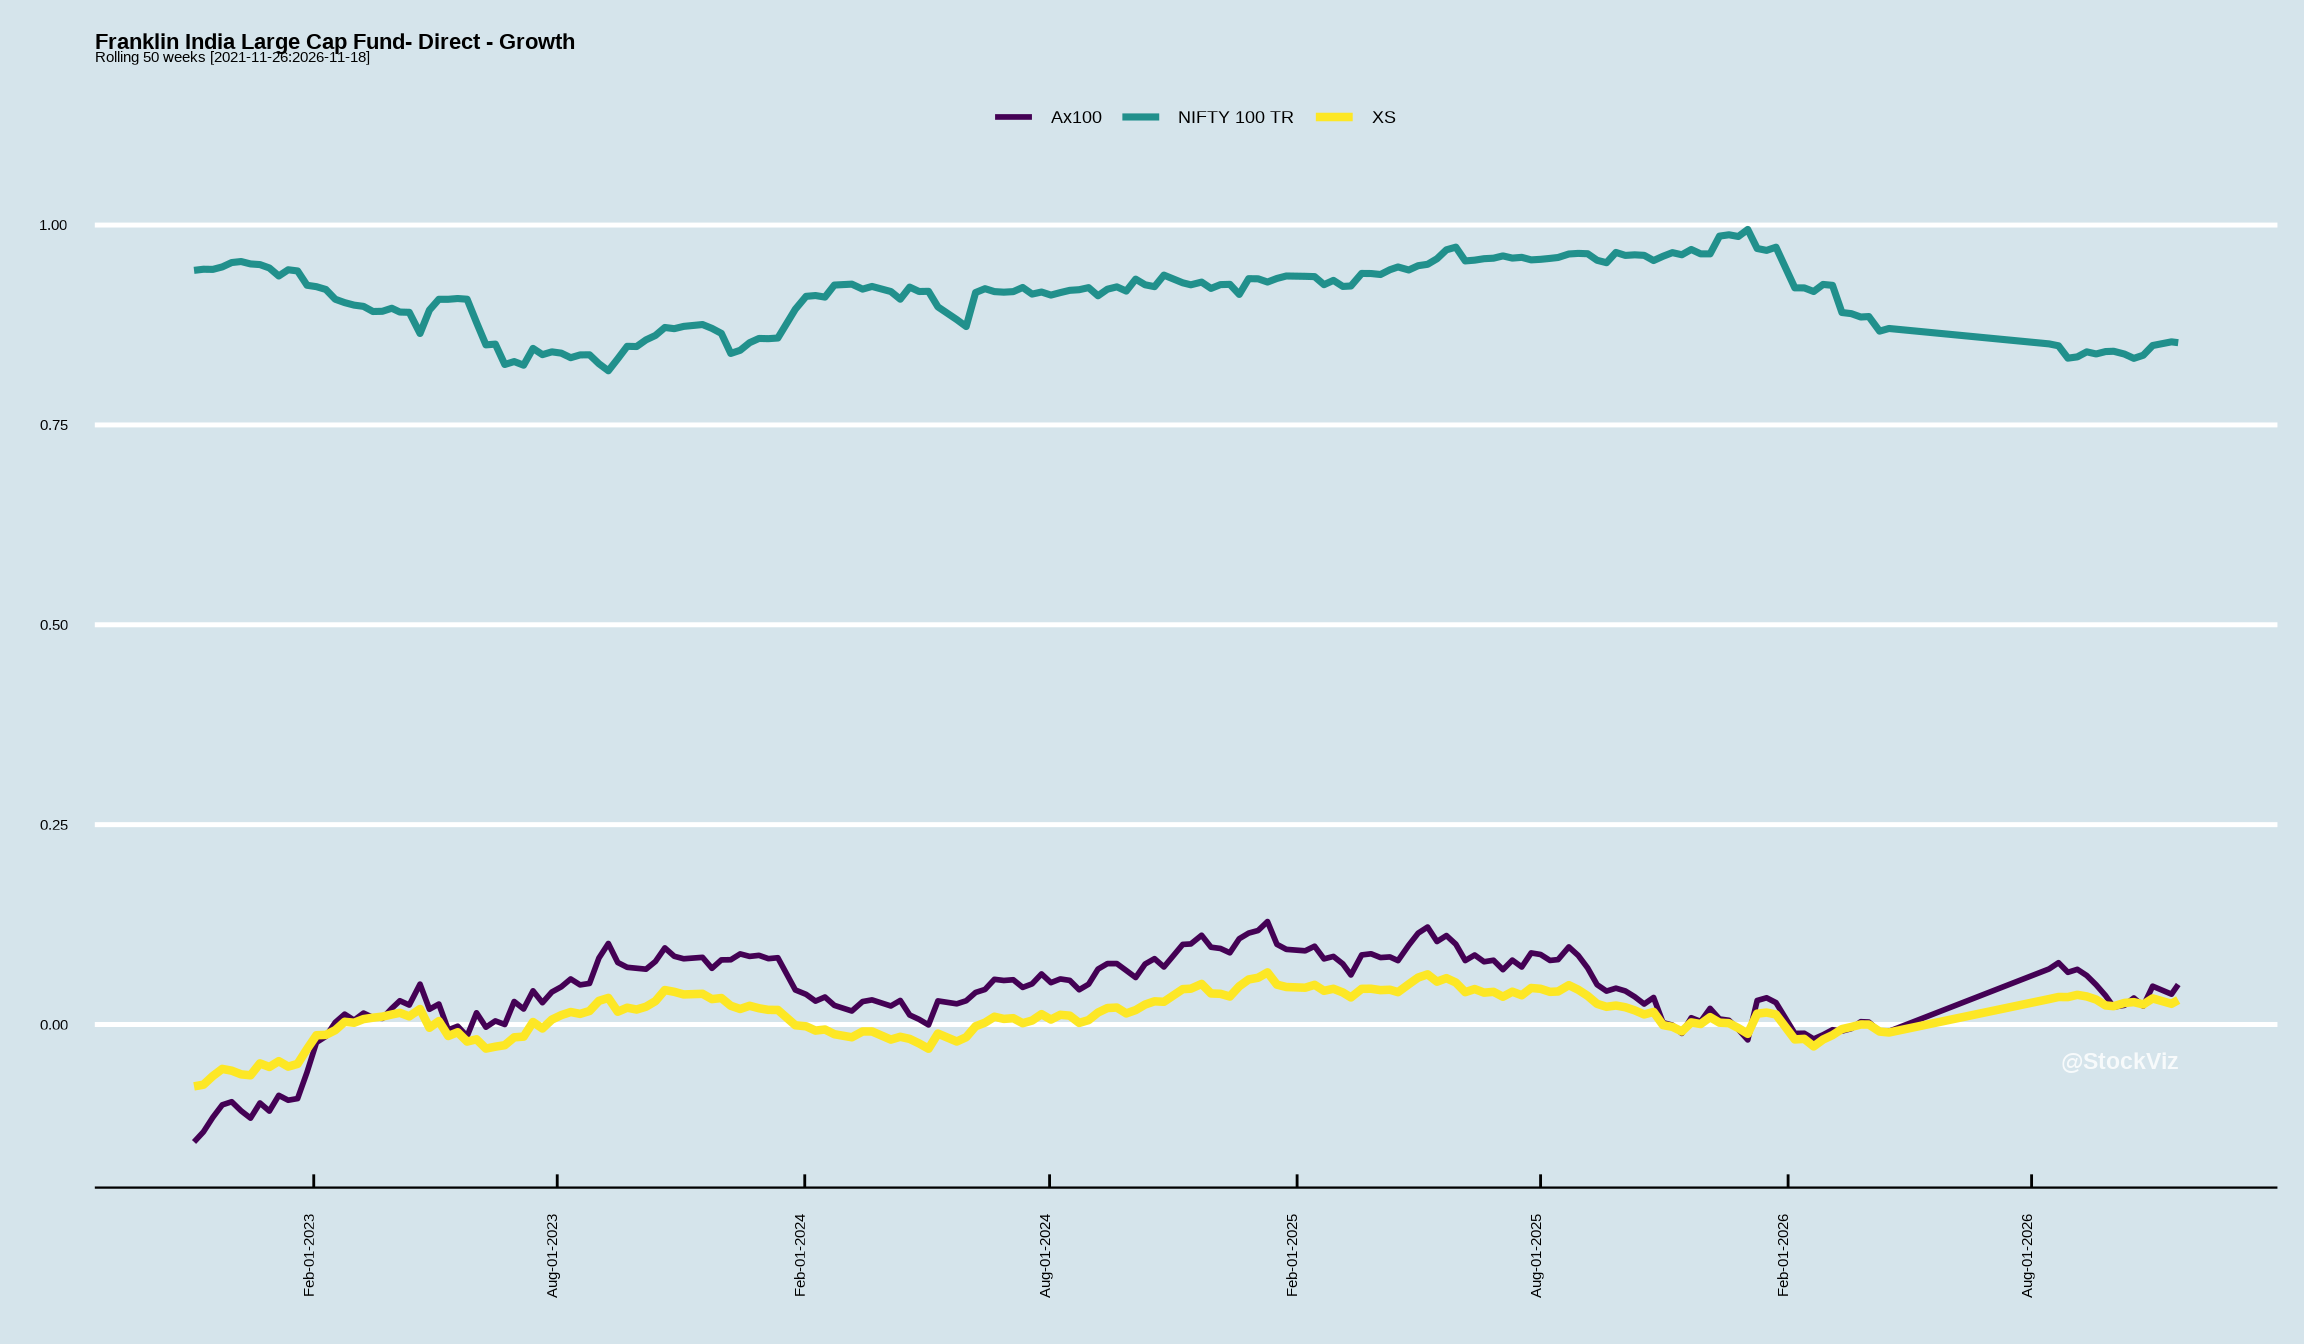 Franklin India Large Cap Fund- Direct - Growth
Rolling 50 weeks [2021-11-26:2026-11-18]
Ax100 NIFTY 100 TR XS
1.00
0.75
0.50
0.25
0.00
@StockViz
Feb-01-2023
Aug-01-2023
Feb-01-2024
Aug-01-2024
Feb-01-2025
Aug-01-2025
Feb-01-2026
Aug-01-2026